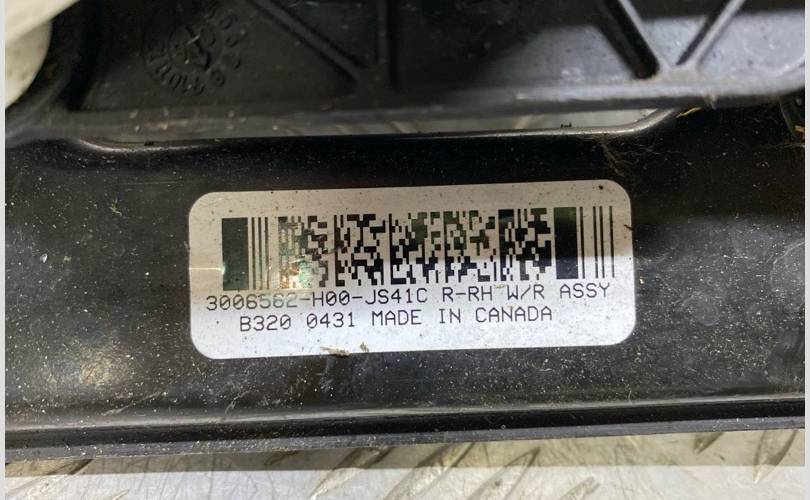 3006562-H00-JS41C R-RH W/R ASSY
B320 0431 MADE IN CANADA